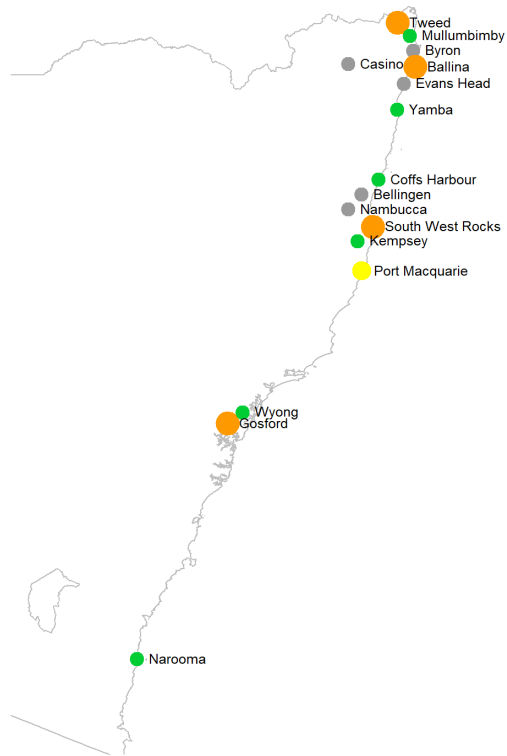 Tweed
Mullumbimby
Byron
Casino
Ballina
Evans Head
Yamba
Coffs Harbour
Bellingen
Nambucca
South West Rocks
Kempsey
Port Macquarie
Wyong
Gosford
Narooma